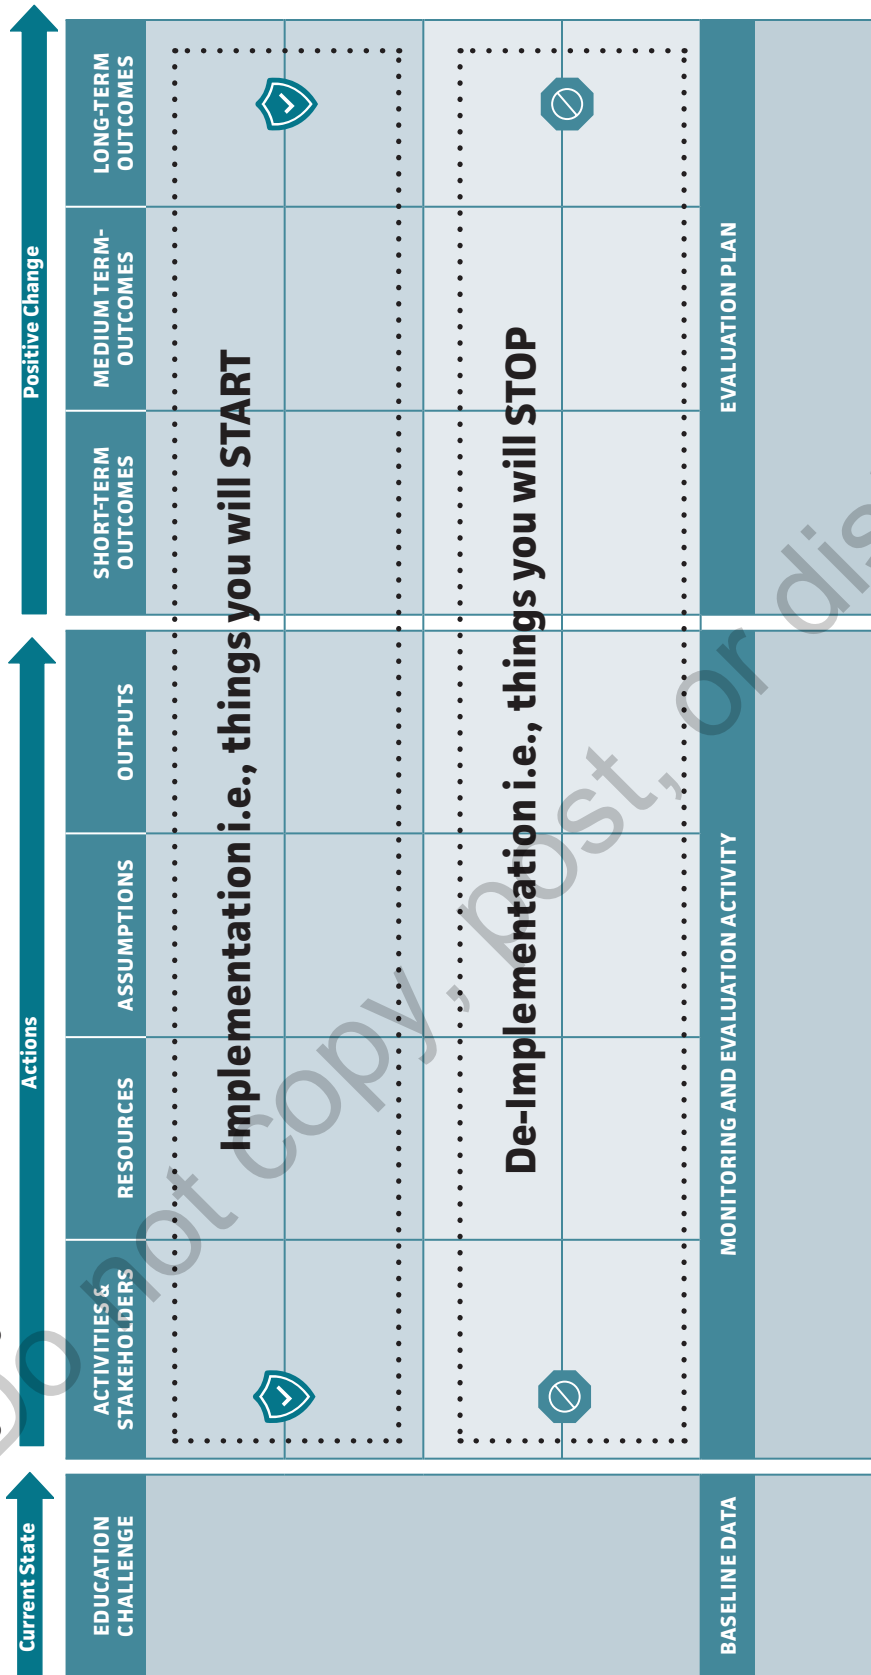 Current State
Actions
Positive Change
EDUCATION
CHALLENGE
ACTIVITIES &
STAKEHOLDERS
RESOURCES
ASSUMPTIONS
OUTPUTS
SHORT-TERM
OUTCOMES
MEDIUM TERM-
OUTCOMES
LONG-TERM
OUTCOMES
Implementation i.e., things you will START
De-Implementation i.e., things you will STOP
BASELINE DATA
MONITORING AND EVALUATION ACTIVITY
EVALUATION PLAN
Do not copy, post, or dis